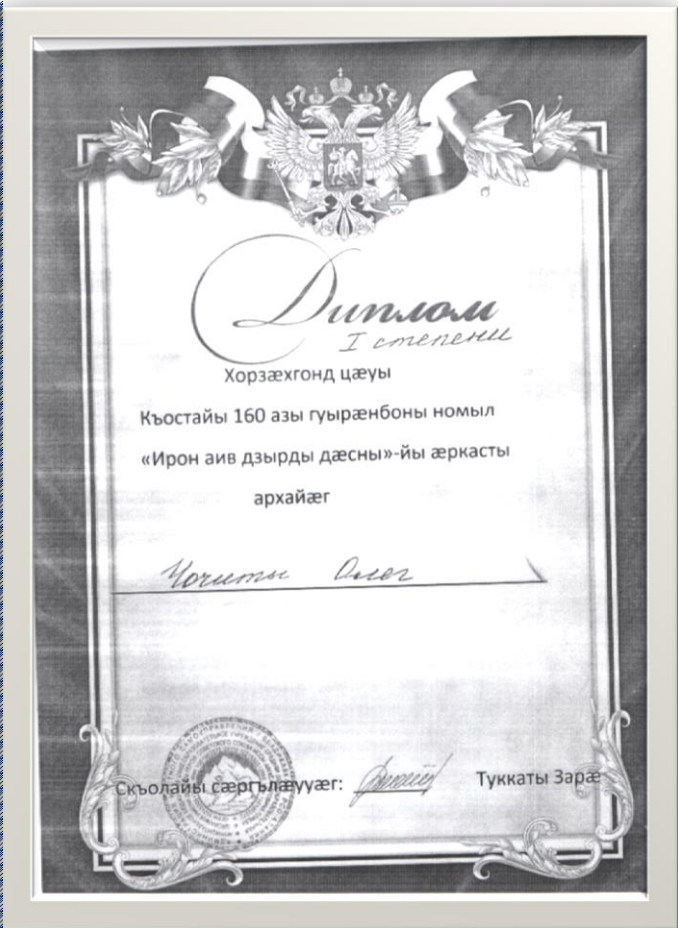 Диплом
I степени
Хорзæхгонд цæуы
Къостайы 160 азы гуырæнбоны номыл
«Ирон аив дзырды дæсны»-йы æркасты
архайæг
Чочиты Олег
Скъолайы сæргълæууæг: Туккаты Зарæ